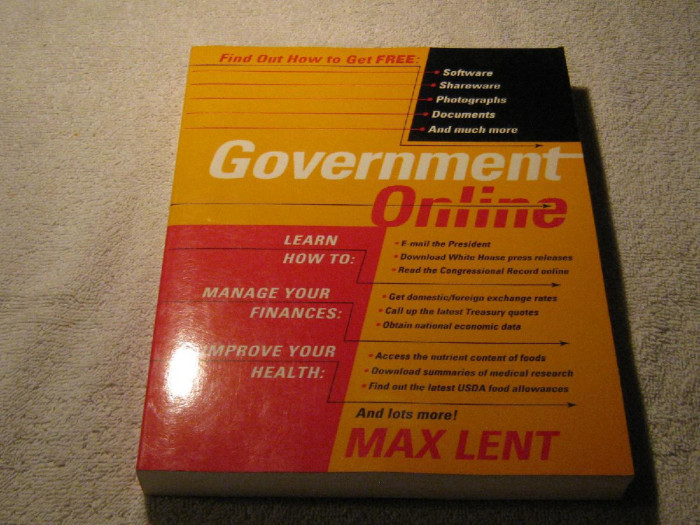 Find Out How to Get FREE:
• Software
• Shareware
• Photographs
• Documents
• And much more
Government
Online
LEARN
HOW TO:
• E-mail the President
• Download White House press releases
• Read the Congressional Record online
MANAGE YOUR
FINANCES:
• Get domestic/foreign exchange rates
• Call up the latest Treasury quotes
• Obtain national economic data
IMPROVE YOUR
HEALTH:
• Access the nutrient content of foods
• Download summaries of medical research
• Find out the latest USDA food allowances
And lots more!
MAX LENT